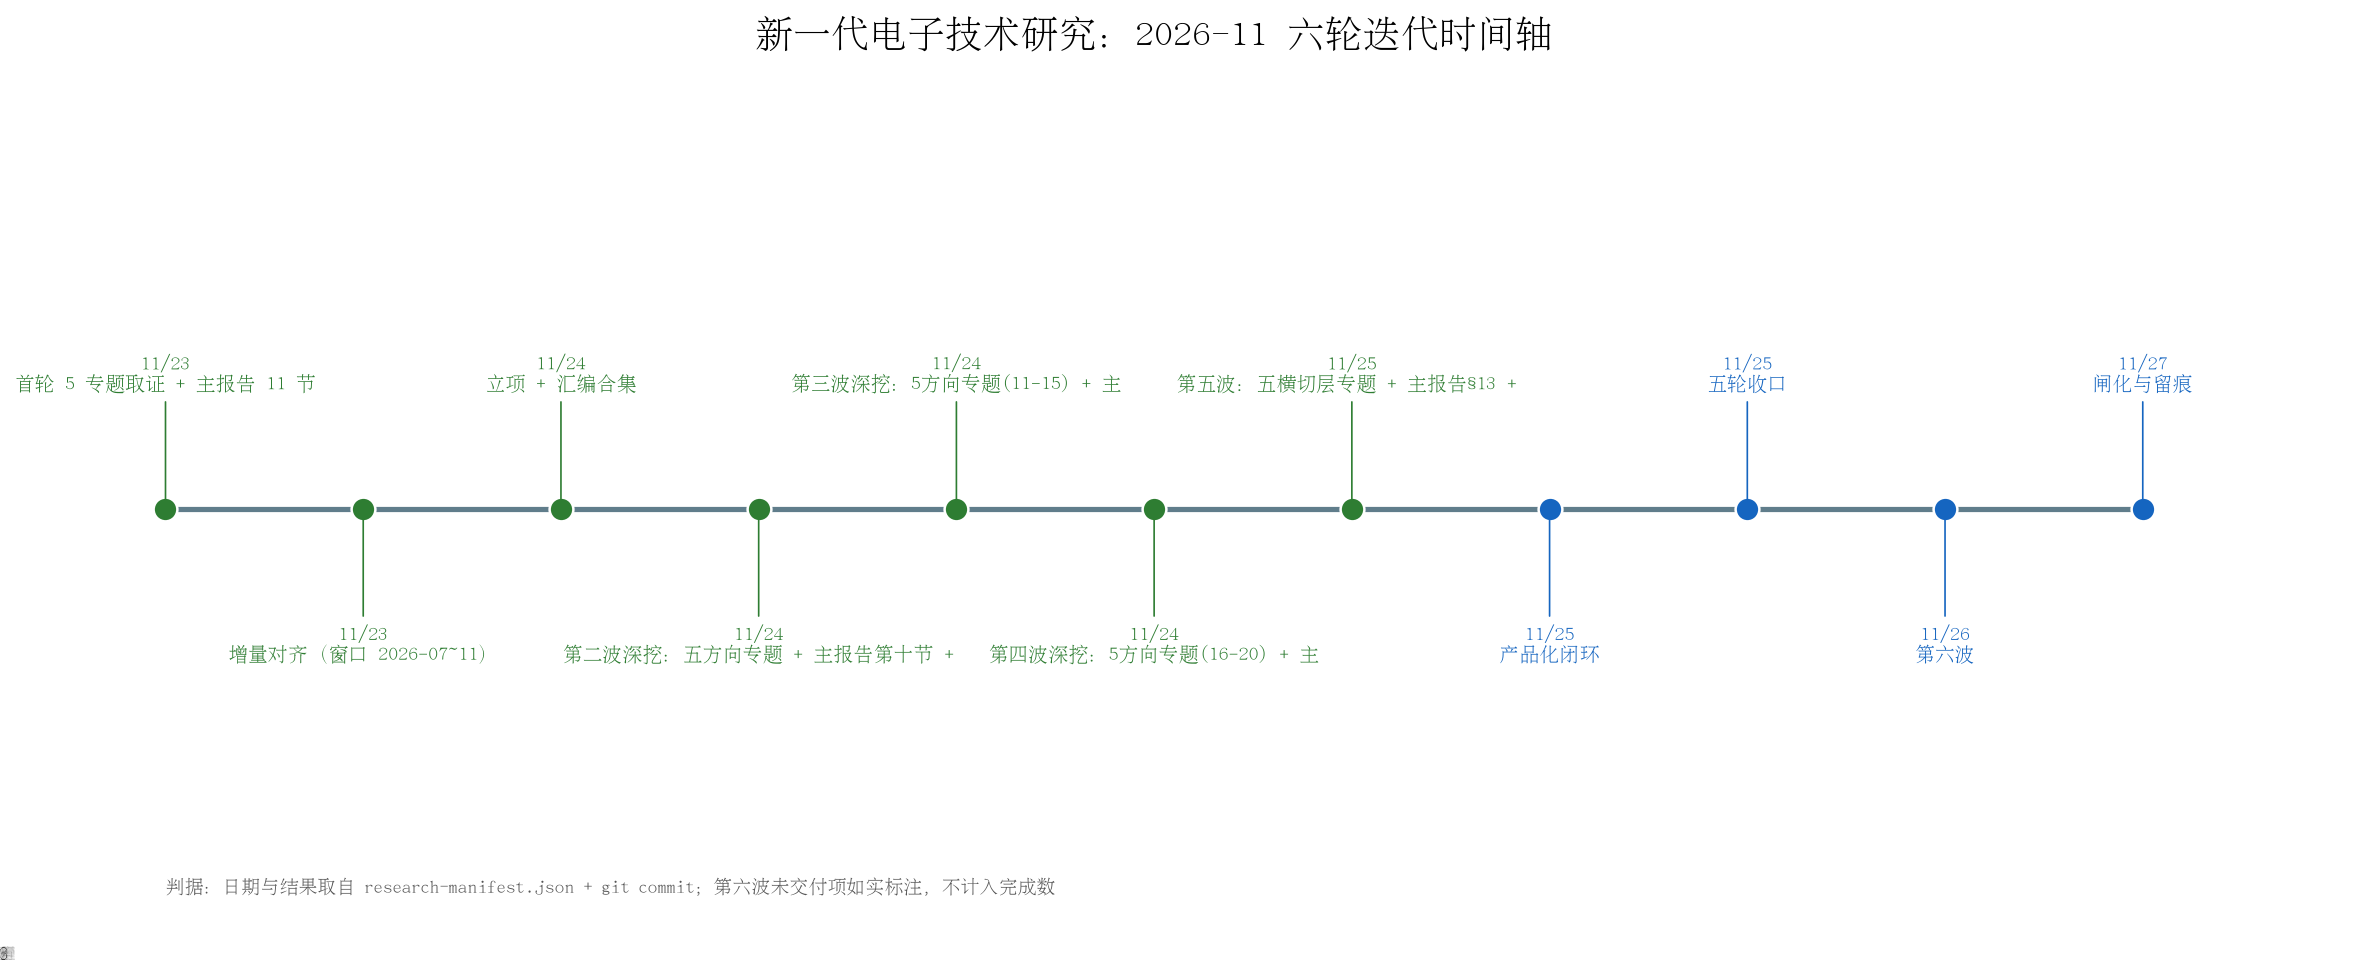 新一代电子技术研究：2026-11 六轮迭代时间轴
11/23
首轮 5 专题取证 + 主报告 11 节
11/23
增量对齐（窗口 2026-07~11）
11/24
立项 + 汇编合集
11/24
第二波深挖：五方向专题 + 主报告第十节 +
11/24
第三波深挖：5方向专题(11-15) + 主
11/24
第四波深挖：5方向专题(16-20) + 主
11/25
第五波：五横切层专题 + 主报告§13 +
11/25
产品化闭环
11/25
五轮收口
11/26
第六波
11/27
闸化与留痕
判据：日期与结果取自 research-manifest.json + git commit；第六波未交付项如实标注，不计入完成数